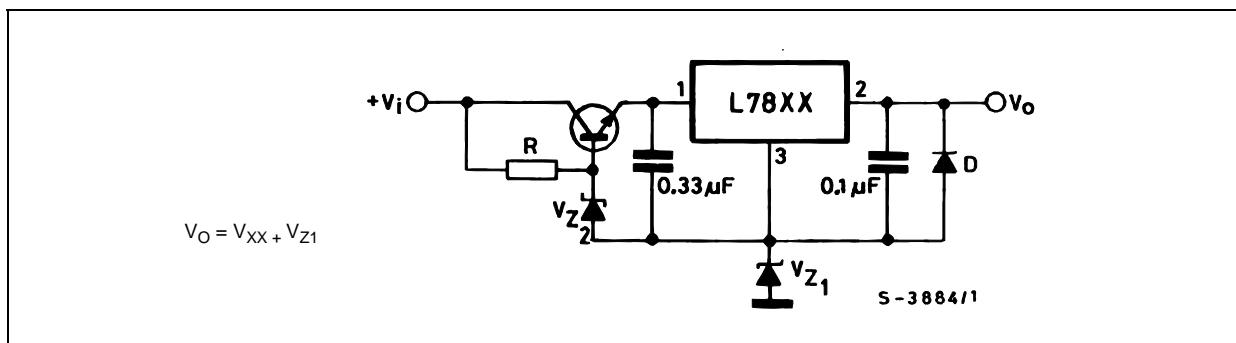 +Vi
1
L78XX
2
Vo
R
3
0.33μF
0.1μF
D
VZ2
VO = VXX + VZ1
VZ1
S-3884/1